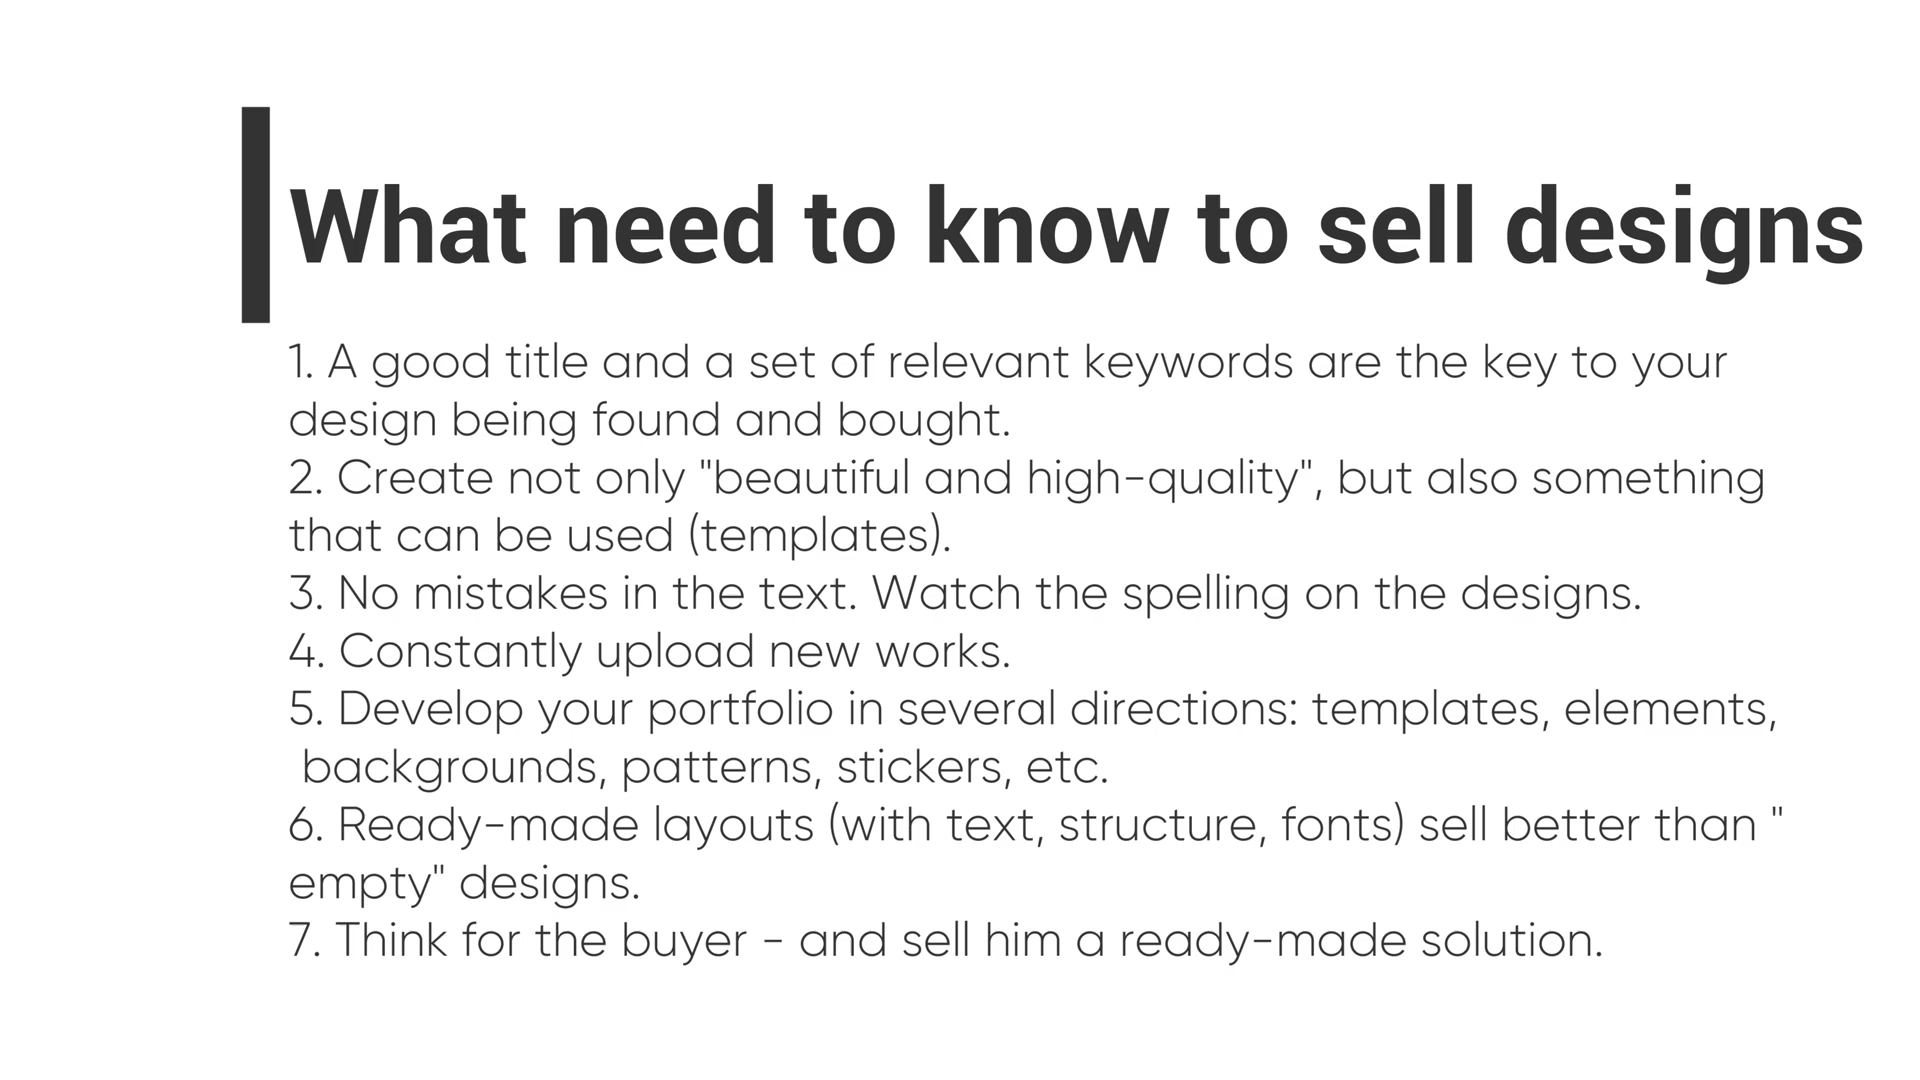 What need to know to sell designs
1. A good title and a set of relevant keywords are the key to your
design being found and bought.
2. Create not only "beautiful and high-quality", but also something
that can be used (templates).
3. No mistakes in the text. Watch the spelling on the designs.
4. Constantly upload new works.
5. Develop your portfolio in several directions: templates, elements,
backgrounds, patterns, stickers, etc.
6. Ready-made layouts (with text, structure, fonts) sell better than "
empty" designs.
7. Think for the buyer - and sell him a ready-made solution.